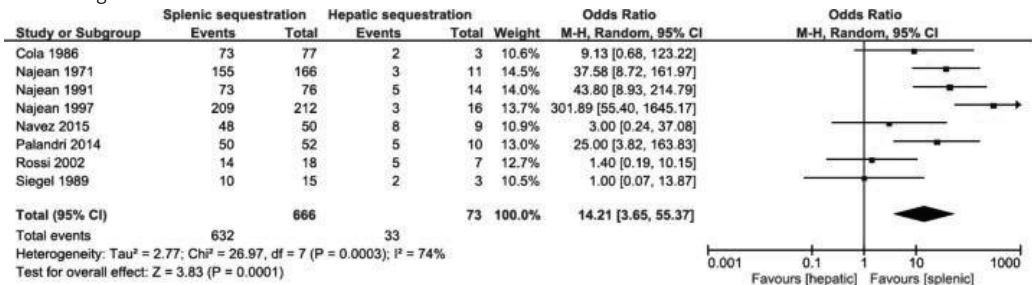 Splenic sequestration Hepatic sequestration Odds Ratio Odds Ratio
Study or Subgroup Events Total Events Total Weight M-H, Random, 95% CI M-H, Random, 95% CI
Cola 1986 73 77 2 3 10.6% 9.13 [0.68, 123.22]
Najean 1971 155 166 3 11 14.5% 37.58 [8.72, 161.97]
Najean 1991 73 76 5 14 14.0% 43.80 [8.93, 214.79]
Najean 1997 209 212 3 16 13.7% 301.89 [55.40, 1645.17]
Navez 2015 48 50 8 9 10.9% 3.00 [0.24, 37.08]
Palandri 2014 50 52 5 10 13.0% 25.00 [3.82, 163.83]
Rossi 2002 14 18 5 7 12.7% 1.40 [0.19, 10.15]
Siegel 1989 10 15 2 3 10.5% 1.00 [0.07, 13.87]
Total (95% CI) 666 73 100.0% 14.21 [3.65, 55.37]
Total events 632 33
Heterogeneity: Tau² = 2.77; Chi² = 26.97, df = 7 (P = 0.0003); I² = 74%
Test for overall effect: Z = 3.83 (P = 0.0001)
0.001 0.1 1 10 1000
Favours [hepatic] Favours [splenic]